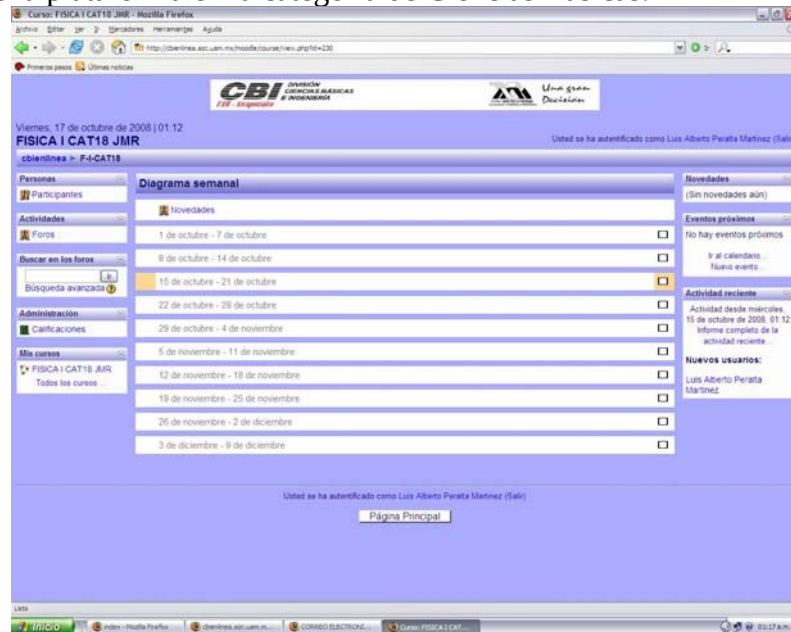 Curso: FISICA I CAT18 JMR - Mozilla Firefox
Archivo Editar Ver Ir Marcadores Herramientas Ayuda
http://cbienlinea.azc.uam.mx/moodle/course/view.php?id=230
Primeros pasos Últimas noticias
CBI DIVISIÓN CIENCIAS BÁSICAS E INGENIERÍA
UAM - Azcapotzalco
Una gran Decisión
Viernes, 17 de octubre de 2008 | 01:12
FISICA I CAT18 JMR
Usted se ha autentificado como Luis Alberto Peralta Martinez (Salir)
cbienlinea ► F-I-CAT18
Personas
Participantes
Actividades
Foros
Buscar en los foros
Búsqueda avanzada
Administración
Calificaciones
Mis cursos
FISICA I CAT18 JMR
Todos los cursos ...
Diagrama semanal
Novedades
1 de octubre - 7 de octubre
8 de octubre - 14 de octubre
15 de octubre - 21 de octubre
22 de octubre - 28 de octubre
29 de octubre - 4 de noviembre
5 de noviembre - 11 de noviembre
12 de noviembre - 18 de noviembre
19 de noviembre - 25 de noviembre
26 de noviembre - 2 de diciembre
3 de diciembre - 9 de diciembre
Novedades
(Sin novedades aún)
Eventos próximos
No hay eventos próximos
Ir al calendario...
Nuevo evento...
Actividad reciente
Actividad desde miércoles,
15 de octubre de 2008, 01:12
Informe completo de la
actividad reciente...
Nuevos usuarios:
Luis Alberto Peralta
Martinez
Usted se ha autentificado como Luis Alberto Peralta Martinez (Salir)
Página Principal
Listo
Inicio
index - Mozilla Firefox
cbienlinea.azc.uam.m...
CORREO ELECTRONI...
Curso: FISICA I CAT...
01:17 a.m.